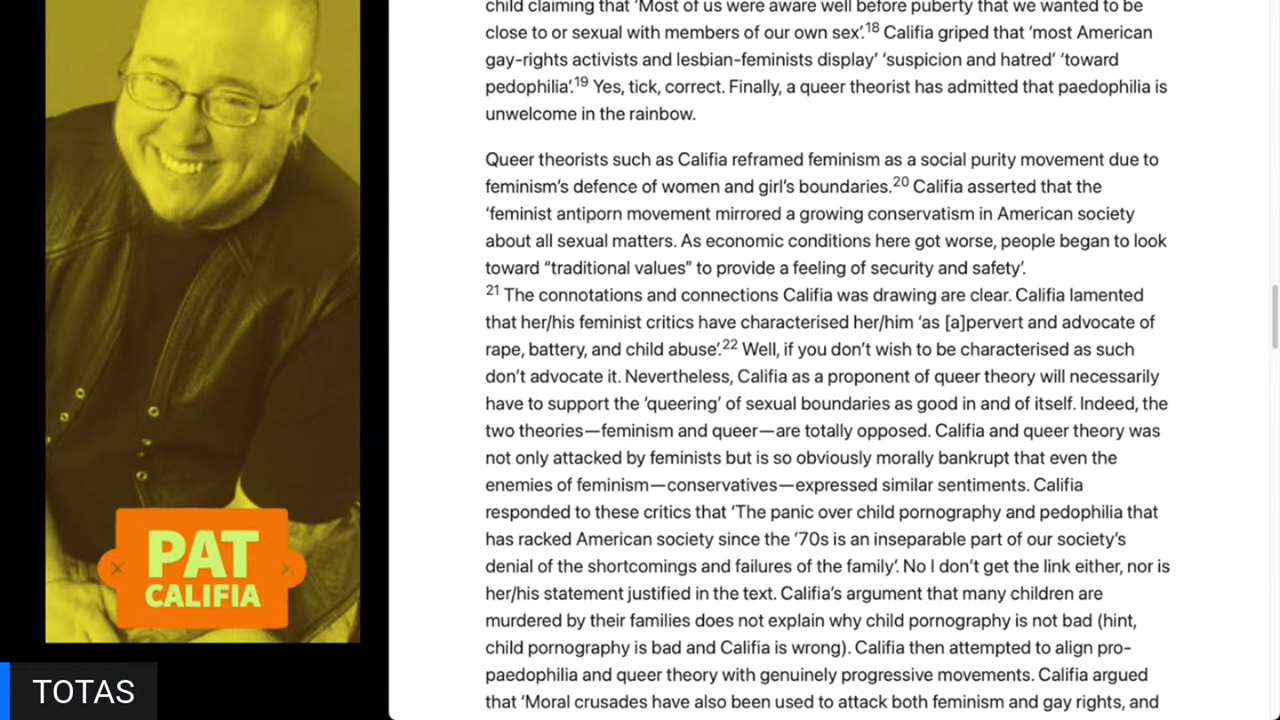 child claiming that ‘Most of us were aware well before puberty that we wanted to be
close to or sexual with members of our own sex’.18 Califia griped that ‘most American
gay-rights activists and lesbian-feminists display’ ‘suspicion and hatred’ ‘toward
pedophilia’.19 Yes, tick, correct. Finally, a queer theorist has admitted that paedophilia is
unwelcome in the rainbow.
Queer theorists such as Califia reframed feminism as a social purity movement due to
feminism’s defence of women and girl’s boundaries.20 Califia asserted that the
‘feminist antiporn movement mirrored a growing conservatism in American society
about all sexual matters. As economic conditions here got worse, people began to look
toward “traditional values” to provide a feeling of security and safety’.
21 The connotations and connections Califia was drawing are clear. Califia lamented
that her/his feminist critics have characterised her/him ‘as [a]pervert and advocate of
rape, battery, and child abuse’.22 Well, if you don’t wish to be characterised as such
don’t advocate it. Nevertheless, Califia as a proponent of queer theory will necessarily
have to support the ‘queering’ of sexual boundaries as good in and of itself. Indeed, the
two theories—feminism and queer—are totally opposed. Califia and queer theory was
not only attacked by feminists but is so obviously morally bankrupt that even the
enemies of feminism—conservatives—expressed similar sentiments. Califia
responded to these critics that ‘The panic over child pornography and pedophilia that
has racked American society since the ’70s is an inseparable part of our society’s
denial of the shortcomings and failures of the family’. No I don’t get the link either, nor is
her/his statement justified in the text. Califia’s argument that many children are
murdered by their families does not explain why child pornography is not bad (hint,
child pornography is bad and Califia is wrong). Califia then attempted to align pro-
paedophilia and queer theory with genuinely progressive movements. Califia argued
that ‘Moral crusades have also been used to attack both feminism and gay rights, and
PAT
CALIFIA
TOTAS